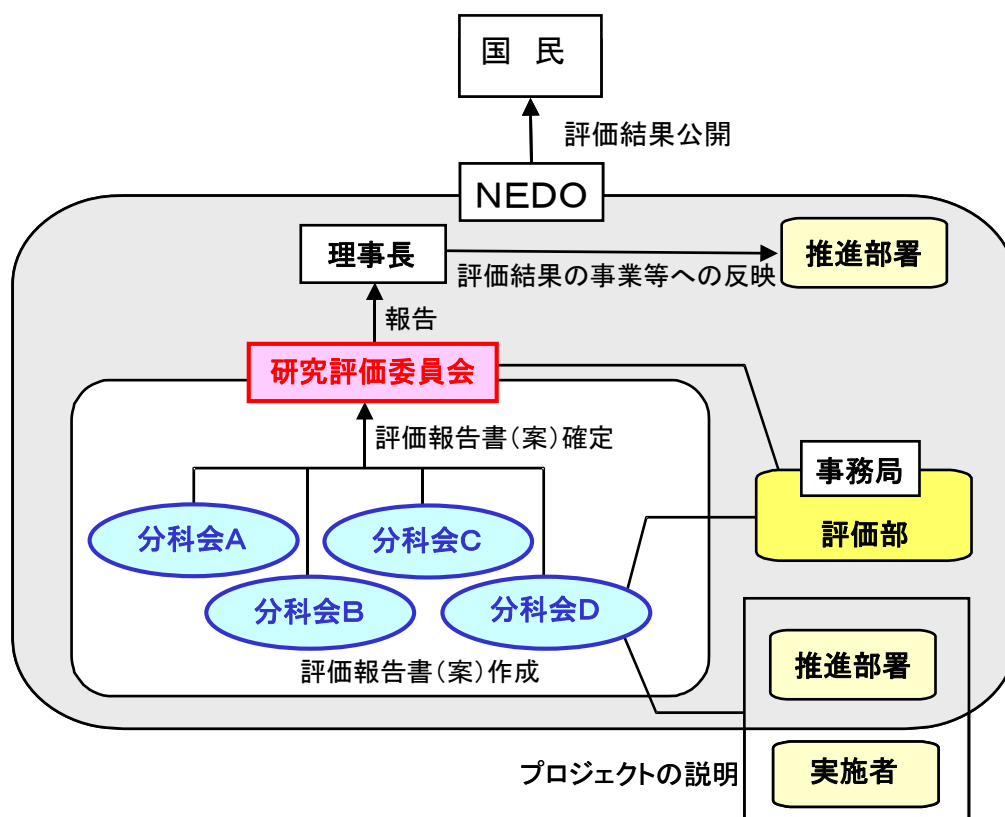 国 民
評価結果公開
NEDO
理事長
評価結果の事業等への反映
推進部署
報告
研究評価委員会
評価報告書(案)確定
事務局
評価部
分科会A
分科会C
分科会B
分科会D
評価報告書(案)作成
推進部署
プロジェクトの説明
実施者